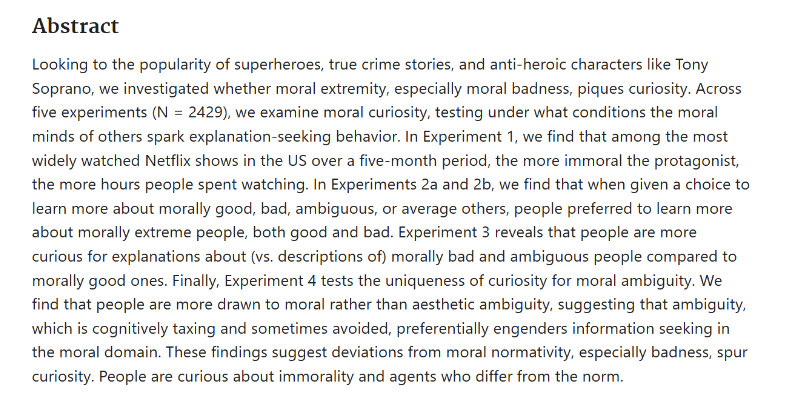 Abstract
Looking to the popularity of superheroes, true crime stories, and anti-heroic characters like Tony
Soprano, we investigated whether moral extremity, especially moral badness, piques curiosity. Across
five experiments (N = 2429), we examine moral curiosity, testing under what conditions the moral
minds of others spark explanation-seeking behavior. In Experiment 1, we find that among the most
widely watched Netflix shows in the US over a five-month period, the more immoral the protagonist,
the more hours people spent watching. In Experiments 2a and 2b, we find that when given a choice to
learn more about morally good, bad, ambiguous, or average others, people preferred to learn more
about morally extreme people, both good and bad. Experiment 3 reveals that people are more
curious for explanations about (vs. descriptions of) morally bad and ambiguous people compared to
morally good ones. Finally, Experiment 4 tests the uniqueness of curiosity for moral ambiguity. We
find that people are more drawn to moral rather than aesthetic ambiguity, suggesting that ambiguity,
which is cognitively taxing and sometimes avoided, preferentially engenders information seeking in
the moral domain. These findings suggest deviations from moral normativity, especially badness, spur
curiosity. People are curious about immorality and agents who differ from the norm.